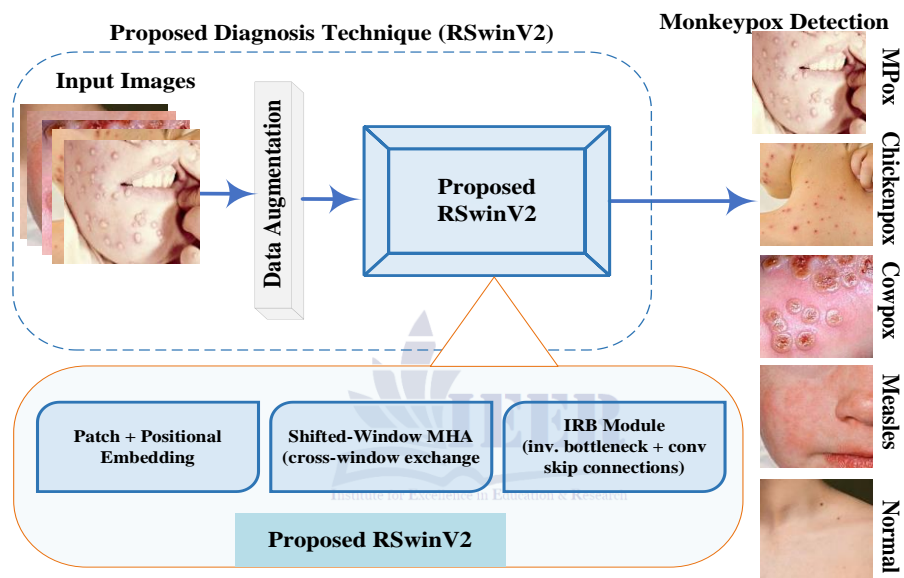 Proposed Diagnosis Technique (RSwinV2)
Monkeypox Detection
Input Images
Data Augmentation
Proposed
RSwinV2
MPox
Chickenpox
Cowpox
Measles
Normal
Patch + Positional
Embedding
Shifted-Window MHA
(cross-window exchange
IRB Module
(inv. bottleneck + conv
skip connections)
IEER
Institute for Excellence in Education & Research
Proposed RSwinV2